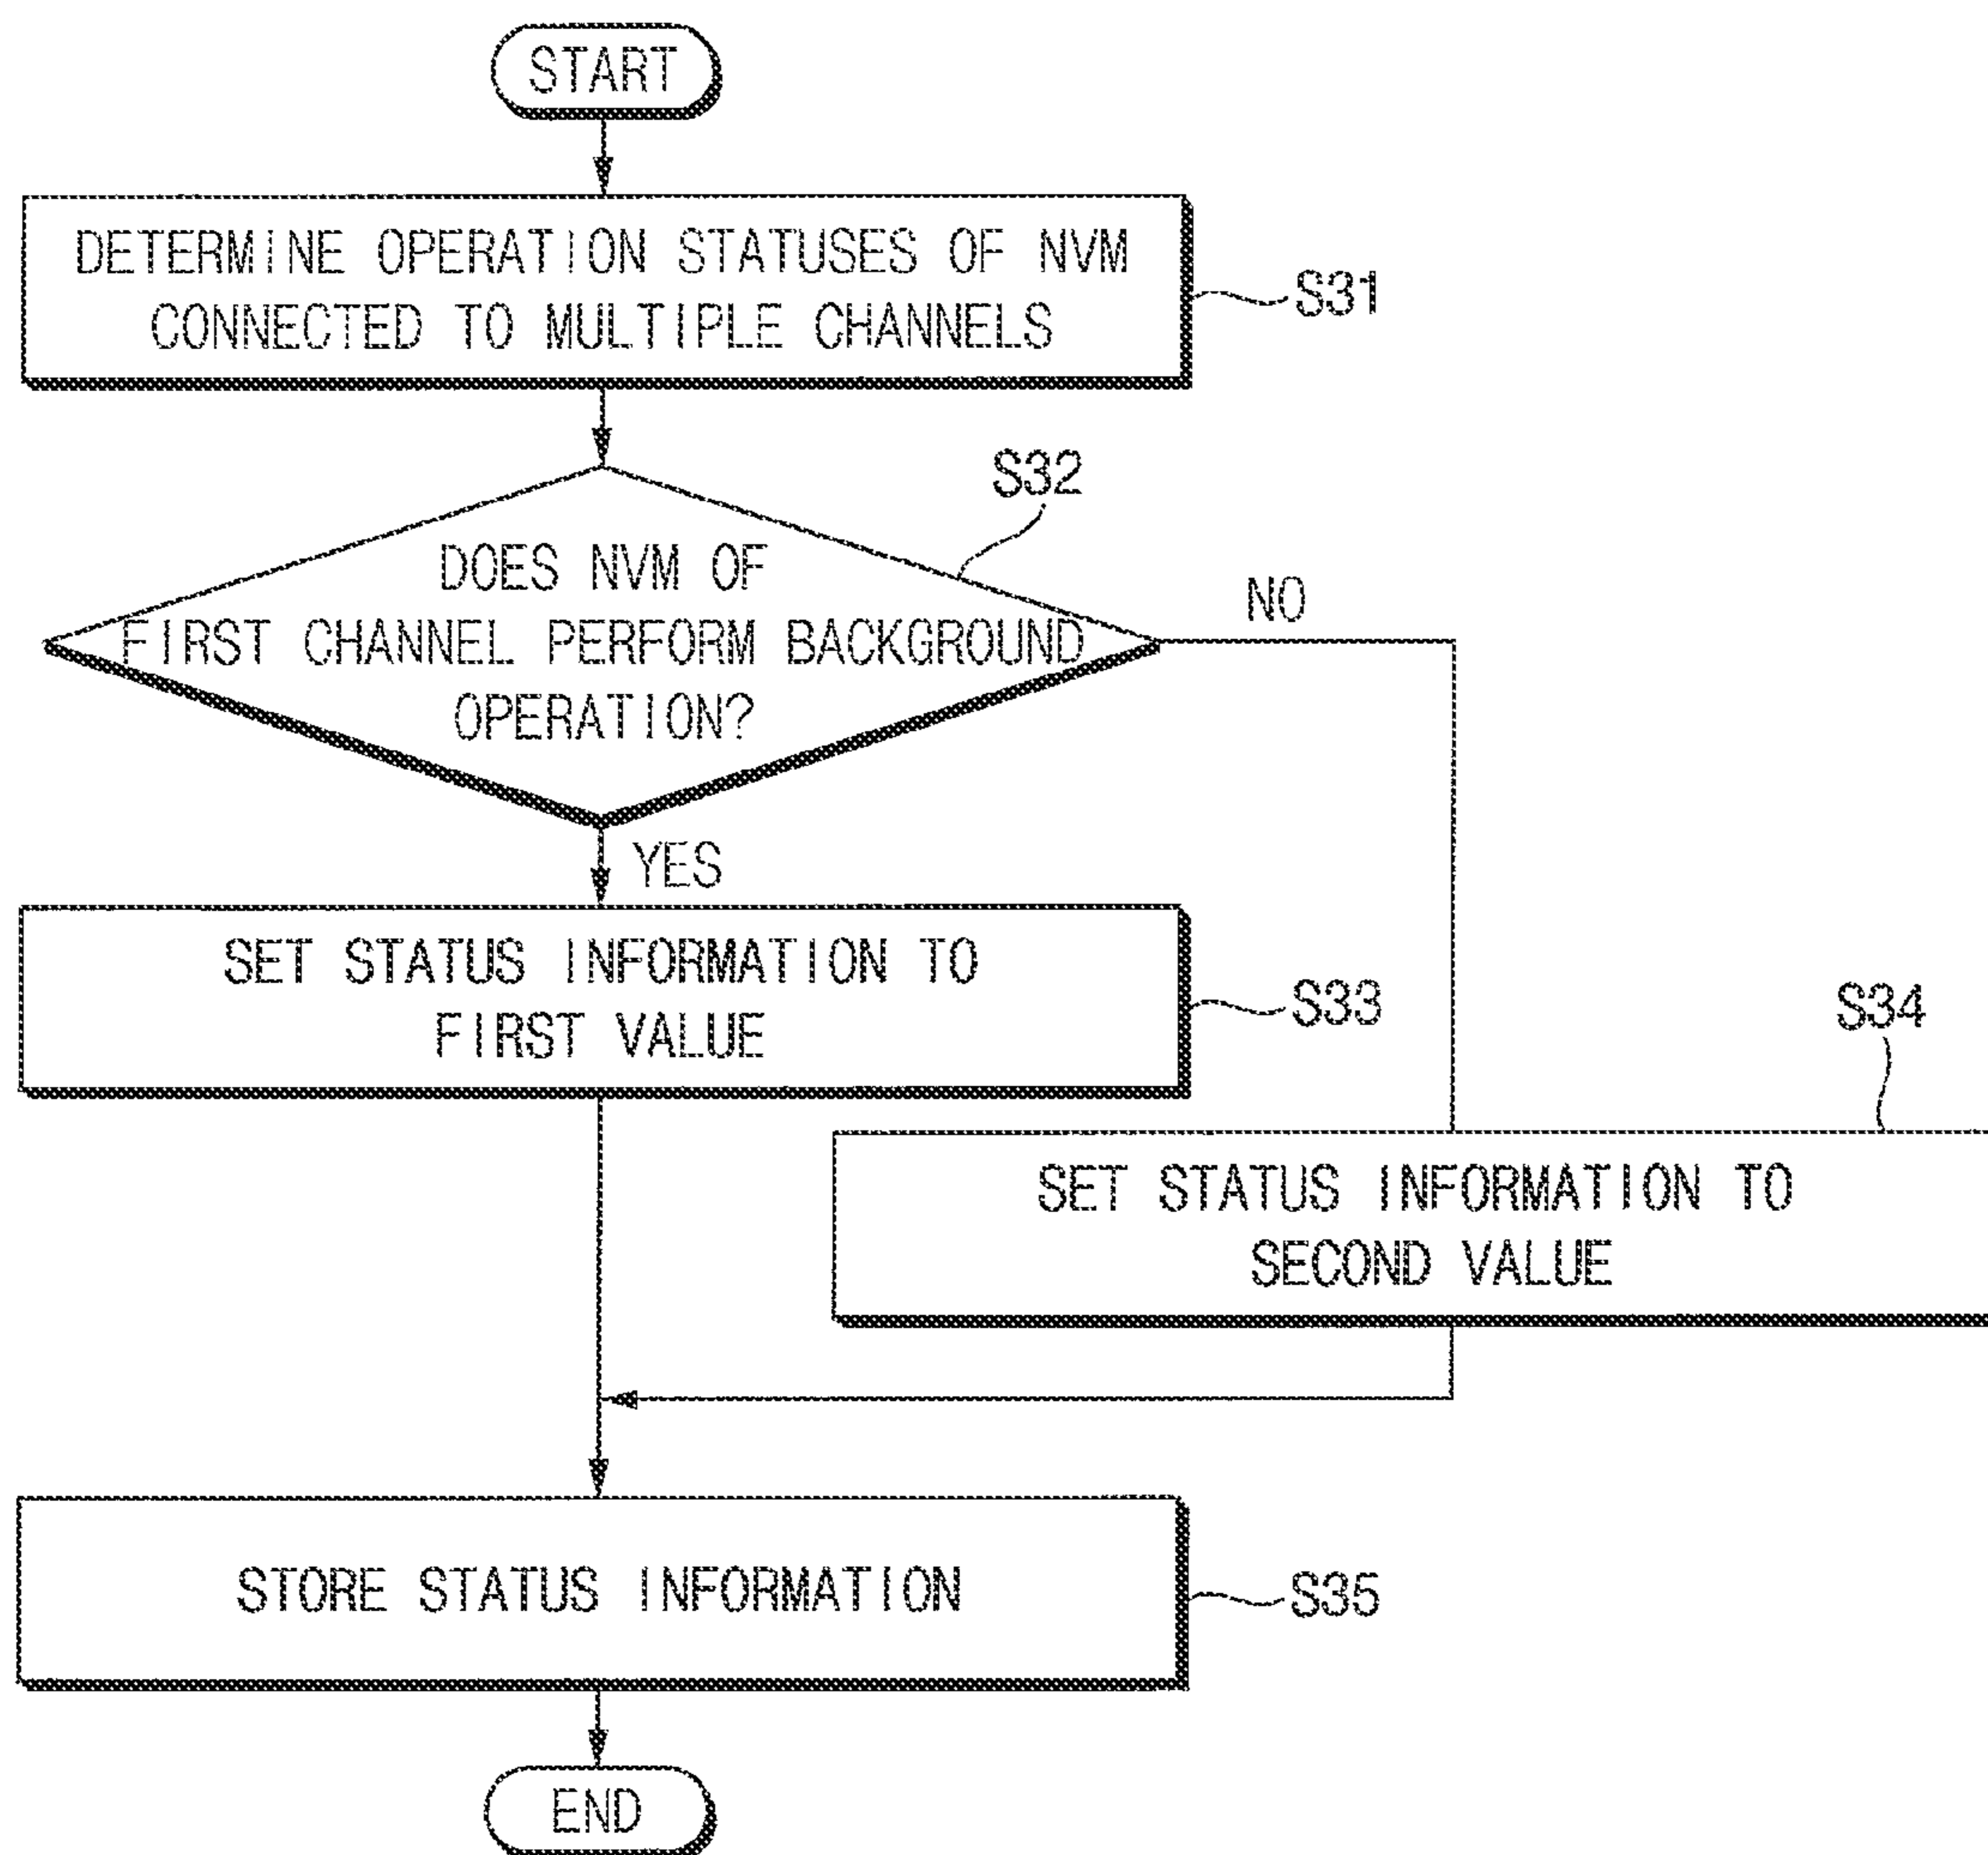 START
DETERMINE OPERATION STATUSES OF NVM
CONNECTED TO MULTIPLE CHANNELS
S31
S32
DOES NVM OF
FIRST CHANNEL PERFORM BACKGROUND
OPERATION?
NO
YES
SET STATUS INFORMATION TO
FIRST VALUE
S33
S34
SET STATUS INFORMATION TO
SECOND VALUE
STORE STATUS INFORMATION
S35
END